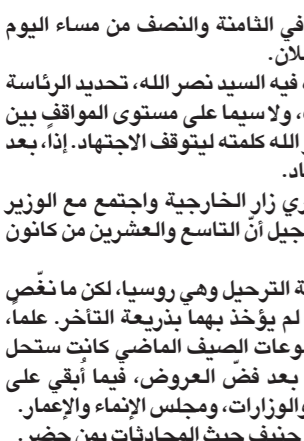 في الثامنة والنصف من مساء اليوم
لان.
فيه السيد نصر الله، تحديد الرئاسة
، ولا سيما على مستوى المواقف بين
الله كلمته ليتوقف الاجتهاد. إذاً، بعد
اد.
ري زار الخارجية واجتمع مع الوزير
جيل أنّ التاسع والعشرين من كانون
ة الترحيل وهي روسيا، لكن ما نغّص
لم يؤخذ بهما بذريعة التأخر. علماً،
وعات الصيف الماضي كانت ستحل
بعد فضّ العروض، فيما أُبقي على
والوزارات، ومجلس الإنماء والإعمار.
جنيف حيث المحادثات بمن حضر.